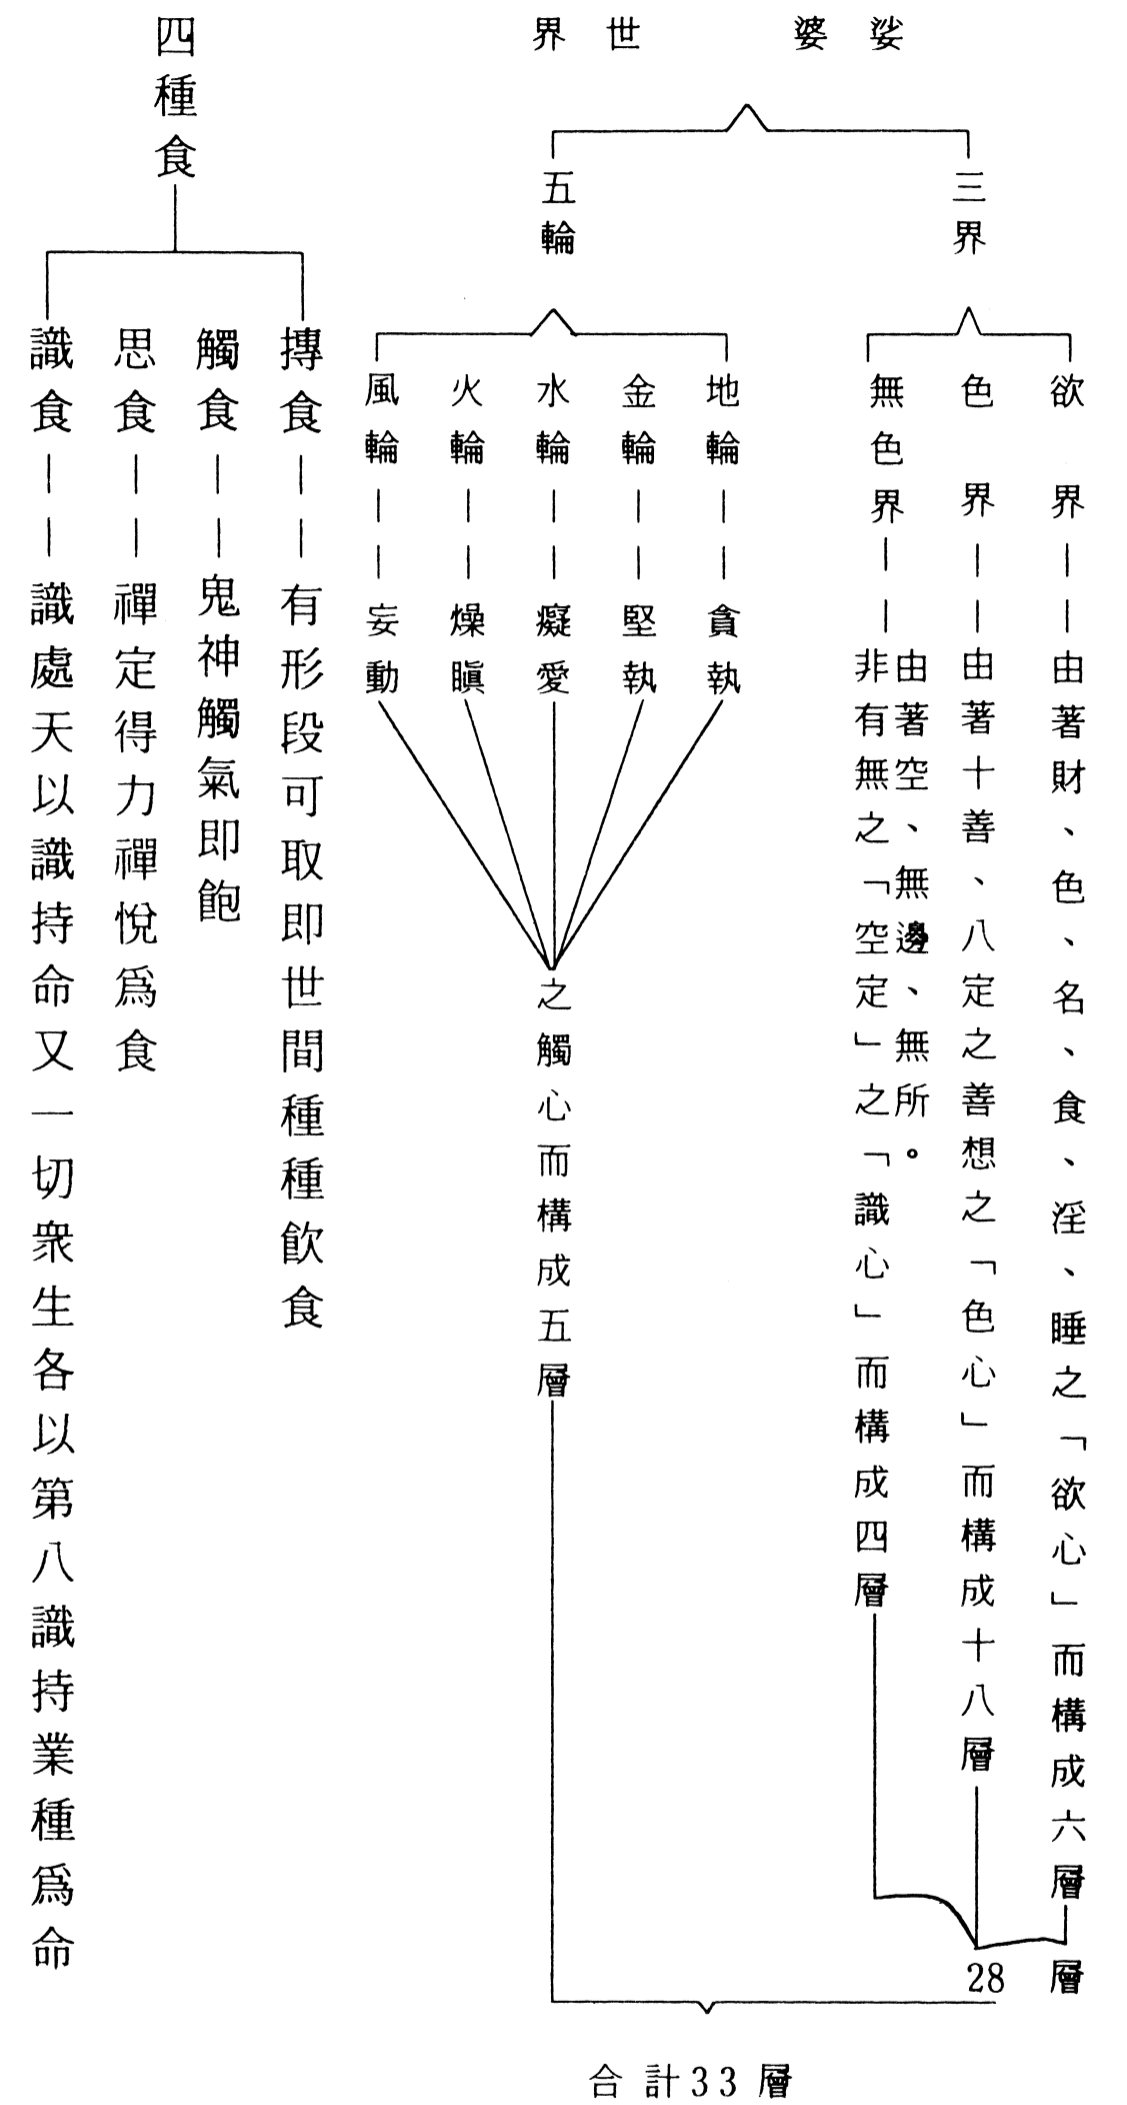 娑婆世界
三界
欲界——由著財、色、名、食、淫、睡之「欲心」而構成六層
色界——由著十善、八定之善想之「色心」而構成十八層
無色界——由著空、無邊、無所。
非有無之「空定」之「識心」而構成四層
28層
五輪
地輪——貪執
金輪——堅執
水輪——癡愛
火輪——燥瞋
風輪——妄動
之觸心而構成五層
合計33層
四種食
摶食——有形段可取即世間種種飲食
觸食——鬼神觸氣即飽
思食——禪定得力禪悅爲食
識食——識處天以識持命又一切衆生各以第八識持業種爲命